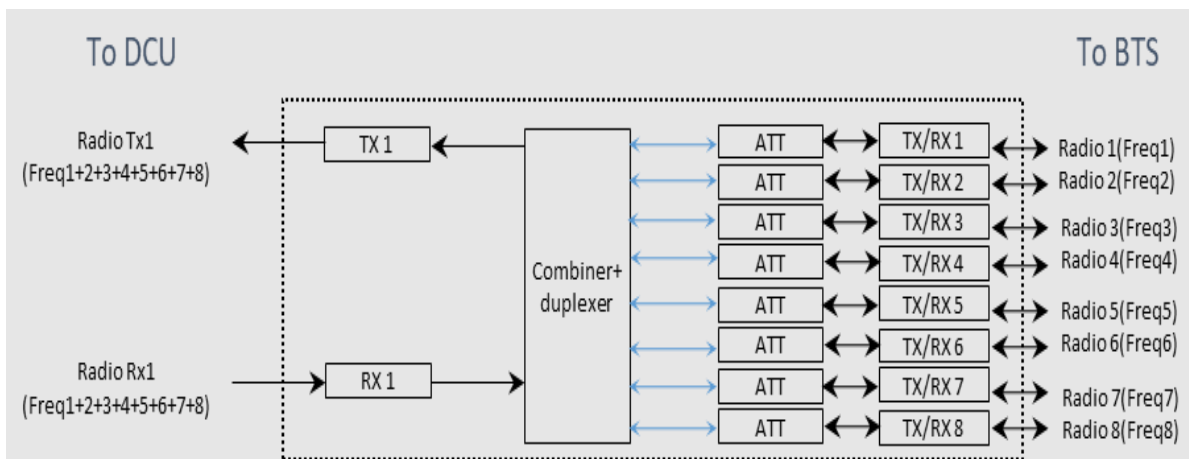 To DCU
To BTS
Radio Tx1
(Freq1+2+3+4+5+6+7+8)
TX 1
Combiner+
duplexer
ATT
TX/RX 1
Radio 1(Freq1)
ATT
TX/RX 2
Radio 2(Freq2)
ATT
TX/RX 3
Radio 3(Freq3)
ATT
TX/RX 4
Radio 4(Freq4)
ATT
TX/RX 5
Radio 5(Freq5)
ATT
TX/RX 6
Radio 6(Freq6)
Radio Rx1
(Freq1+2+3+4+5+6+7+8)
RX 1
ATT
TX/RX 7
Radio 7(Freq7)
ATT
TX/RX 8
Radio 8(Freq8)